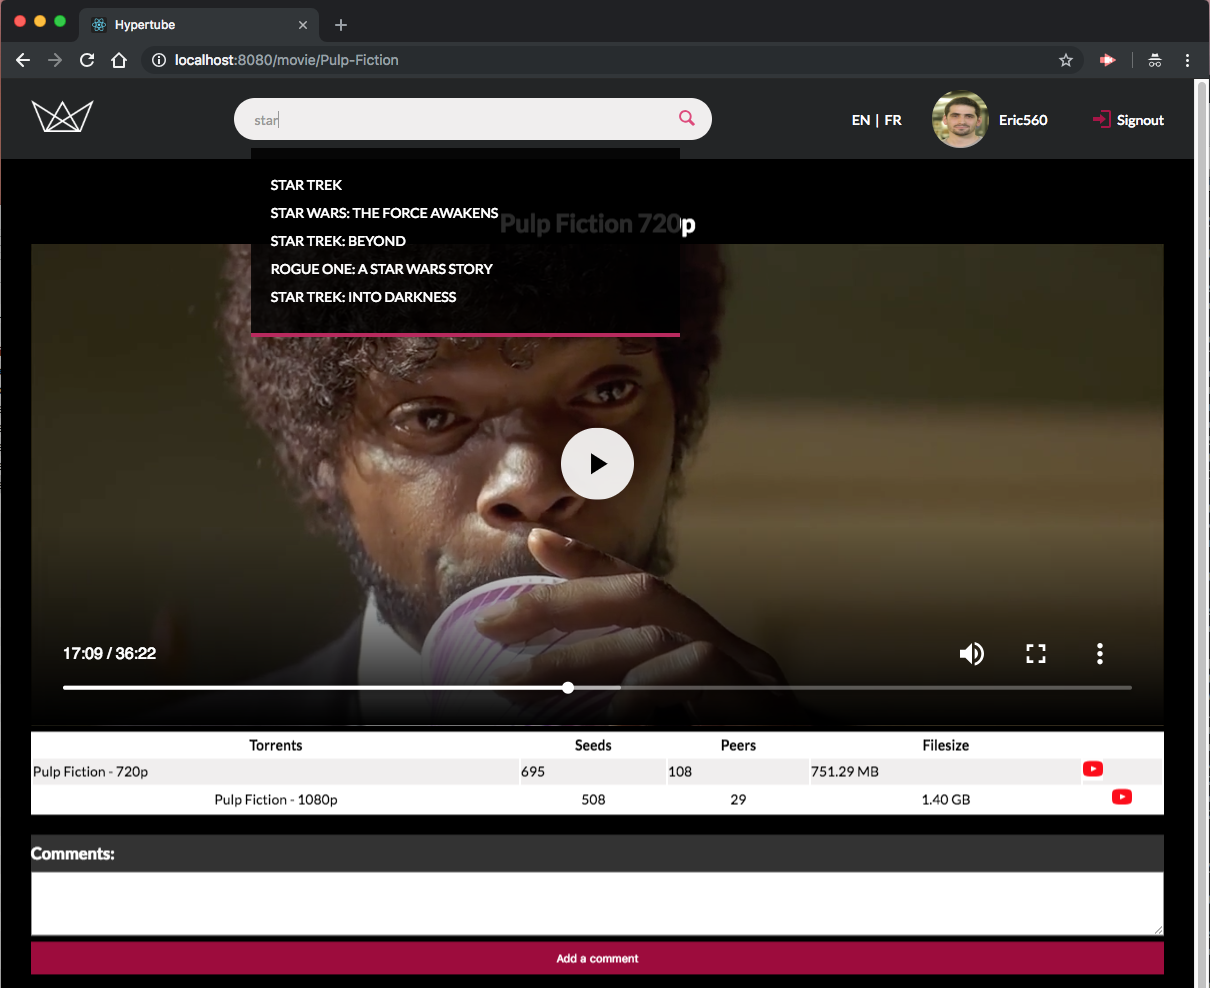 Hypertube
localhost:8080/movie/Pulp-Fiction
star
EN | FR
Eric560
Signout
STAR TREK
STAR WARS: THE FORCE AWAKENS
Pulp Fiction 720p
STAR TREK: BEYOND
ROGUE ONE: A STAR WARS STORY
STAR TREK: INTO DARKNESS
17:09 / 36:22
Torrents Seeds Peers Filesize
Pulp Fiction - 720p 695 108 751.29 MB
Pulp Fiction - 1080p 508 29 1.40 GB
Comments:
Add a comment